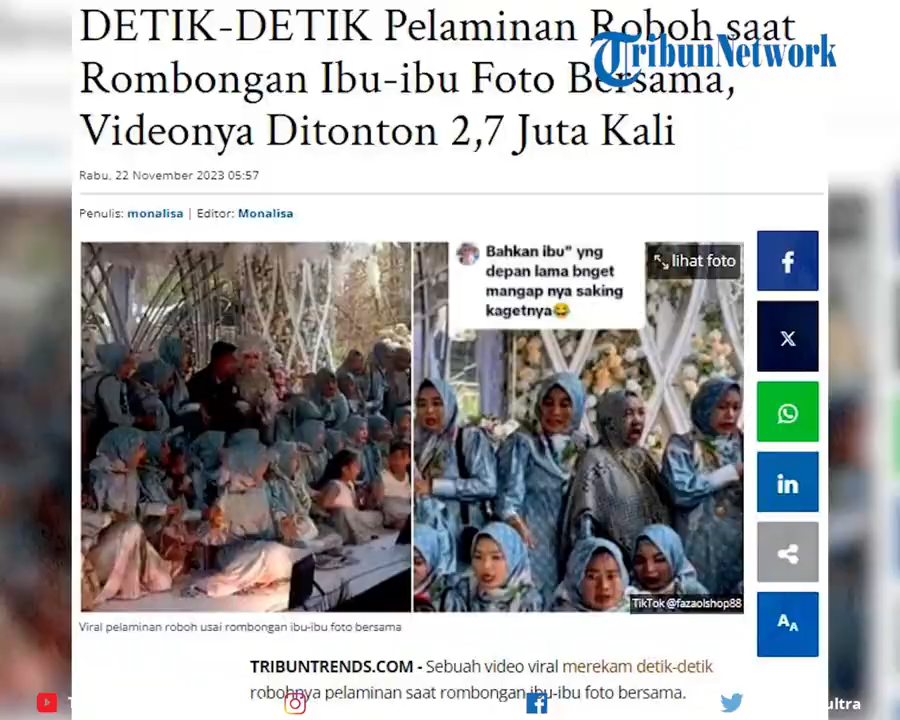 DETIK-DETIK Pelaminan Roboh saat
TribunNetwork
Rombongan Ibu-ibu Foto Bersama,
Videonya Ditonton 2,7 Juta Kali
Rabu, 22 November 2023 05:57
Penulis: monalisa | Editor: Monalisa
Bahkan ibu" yng
depan lama bnget
mangap nya saking
kagetnya😂
lihat foto
TikTok @fazaolshop88
Viral pelaminan roboh usai rombongan ibu-ibu foto bersama
TRIBUNTRENDS.COM - Sebuah video viral merekam detik-detik
robohnya pelaminan saat rombongan ibu-ibu foto bersama.
f
X
in
AA
ultra